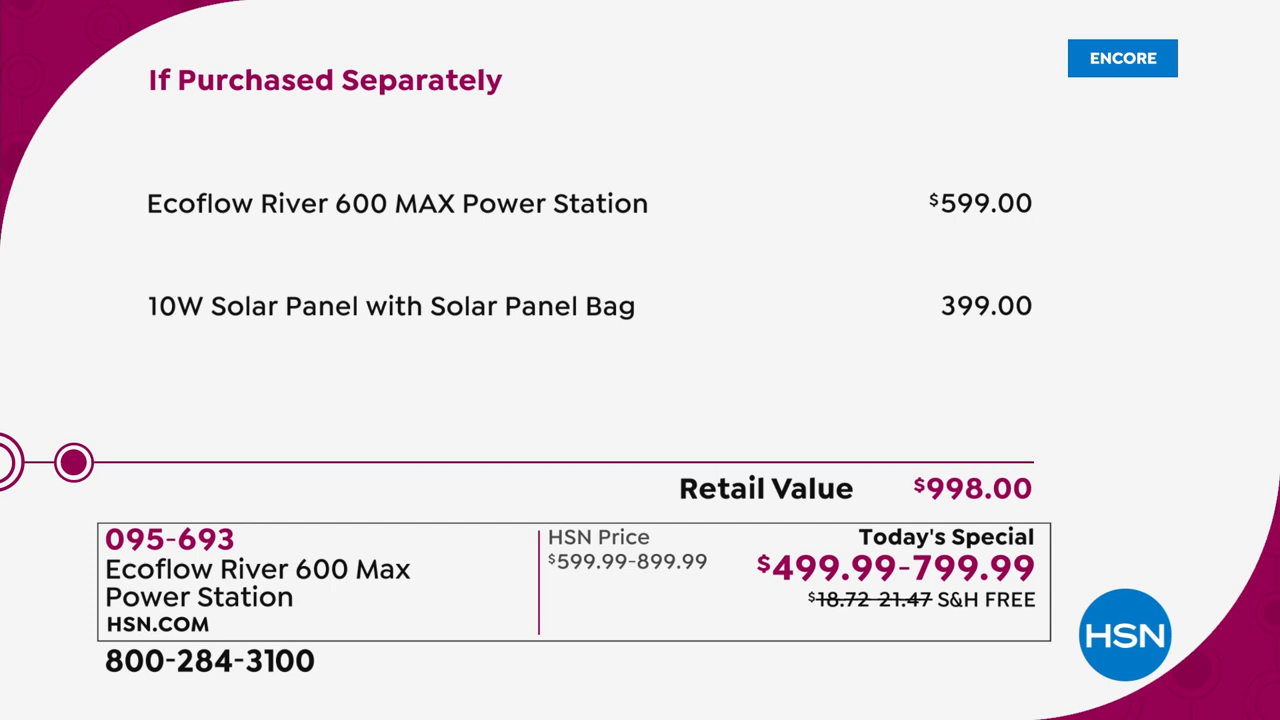 ENCORE
If Purchased Separately
Ecoflow River 600 MAX Power Station $599.00
10W Solar Panel with Solar Panel Bag 399.00
Retail Value $998.00
095-693
Ecoflow River 600 Max
Power Station
HSN.COM
HSN Price
$599.99-899.99
Today's Special
$499.99-799.99
$18.72-21.47 S&H FREE
800-284-3100
HSN